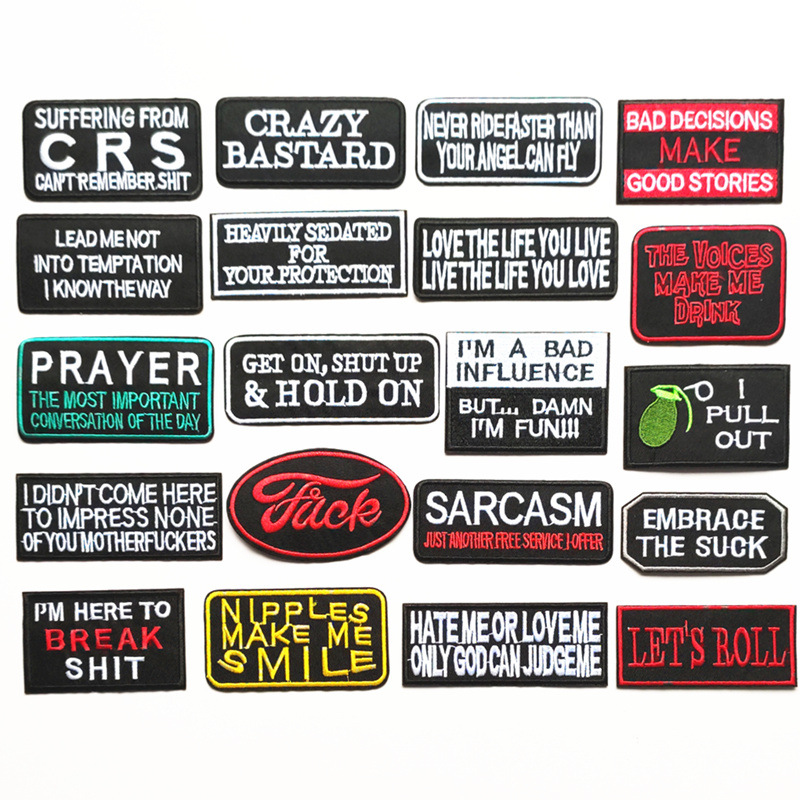 SUFFERING FROM
CRS
CAN'T REMEMBER SHIT
CRAZY
BASTARD
NEVER RIDE FASTER THAN
YOUR ANGEL CAN FLY
BAD DECISIONS
MAKE
GOOD STORIES
LEAD ME NOT
INTO TEMPTATION
I KNOW THE WAY
HEAVILY SEDATED
FOR
YOUR PROTECTION
LOVE THE LIFE YOU LIVE
LIVE THE LIFE YOU LOVE
THE VOICES
MAKE ME
DRINK
PRAYER
THE MOST IMPORTANT
CONVERSATION OF THE DAY
GET ON, SHUT UP
& HOLD ON
I'M A BAD
INFLUENCE
BUT... DAMN
I'M FUN!!!
I
PULL
OUT
I DIDN'T COME HERE
TO IMPRESS NONE
OF YOU MOTHERFUCKERS
Fuck
SARCASM
JUST ANOTHER FREE SERVICE I OFFER
EMBRACE
THE SUCK
I'M HERE TO
BREAK
SHIT
NIPPLES
MAKE ME
SMILE
HATE ME OR LOVE ME
ONLY GOD CAN JUDGE ME
LET'S ROLL